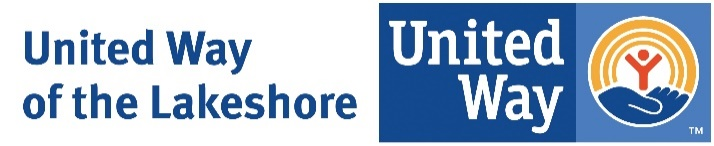 United Way
of the Lakeshore
United
Way
TM